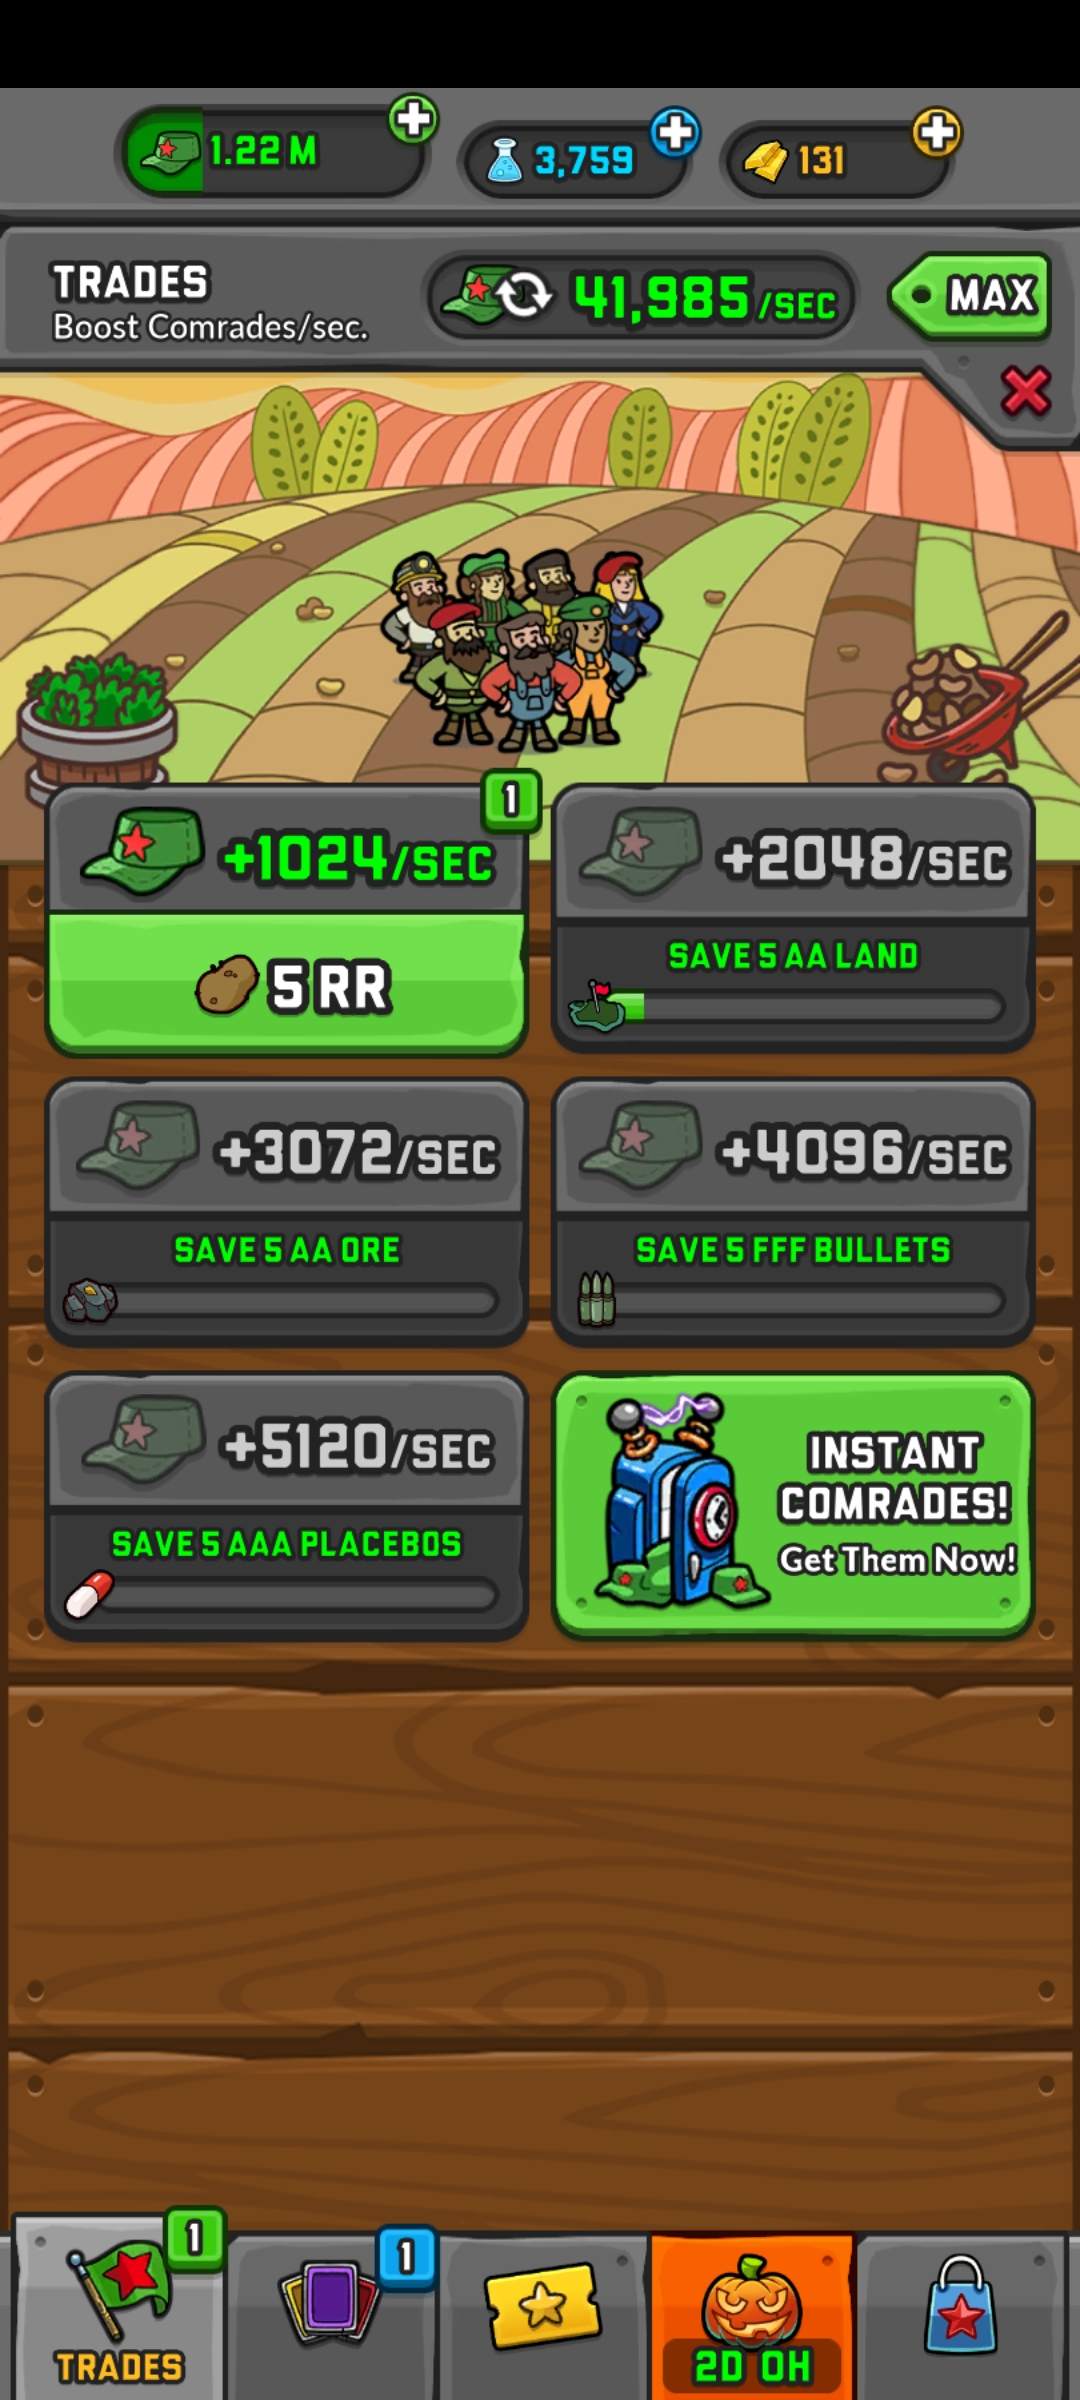 1.22 M
3,759
131
TRADES
Boost Comrades/sec.
41,985/SEC
MAX
1
+1024/SEC
5 RR
+2048/SEC
SAVE 5 AA LAND
+3072/SEC
SAVE 5 AA ORE
+4096/SEC
SAVE 5 FFF BULLETS
+5120/SEC
SAVE 5 AAA PLACEBOS
INSTANT
COMRADES!
Get Them Now!
1
TRADES
1
2D 0H